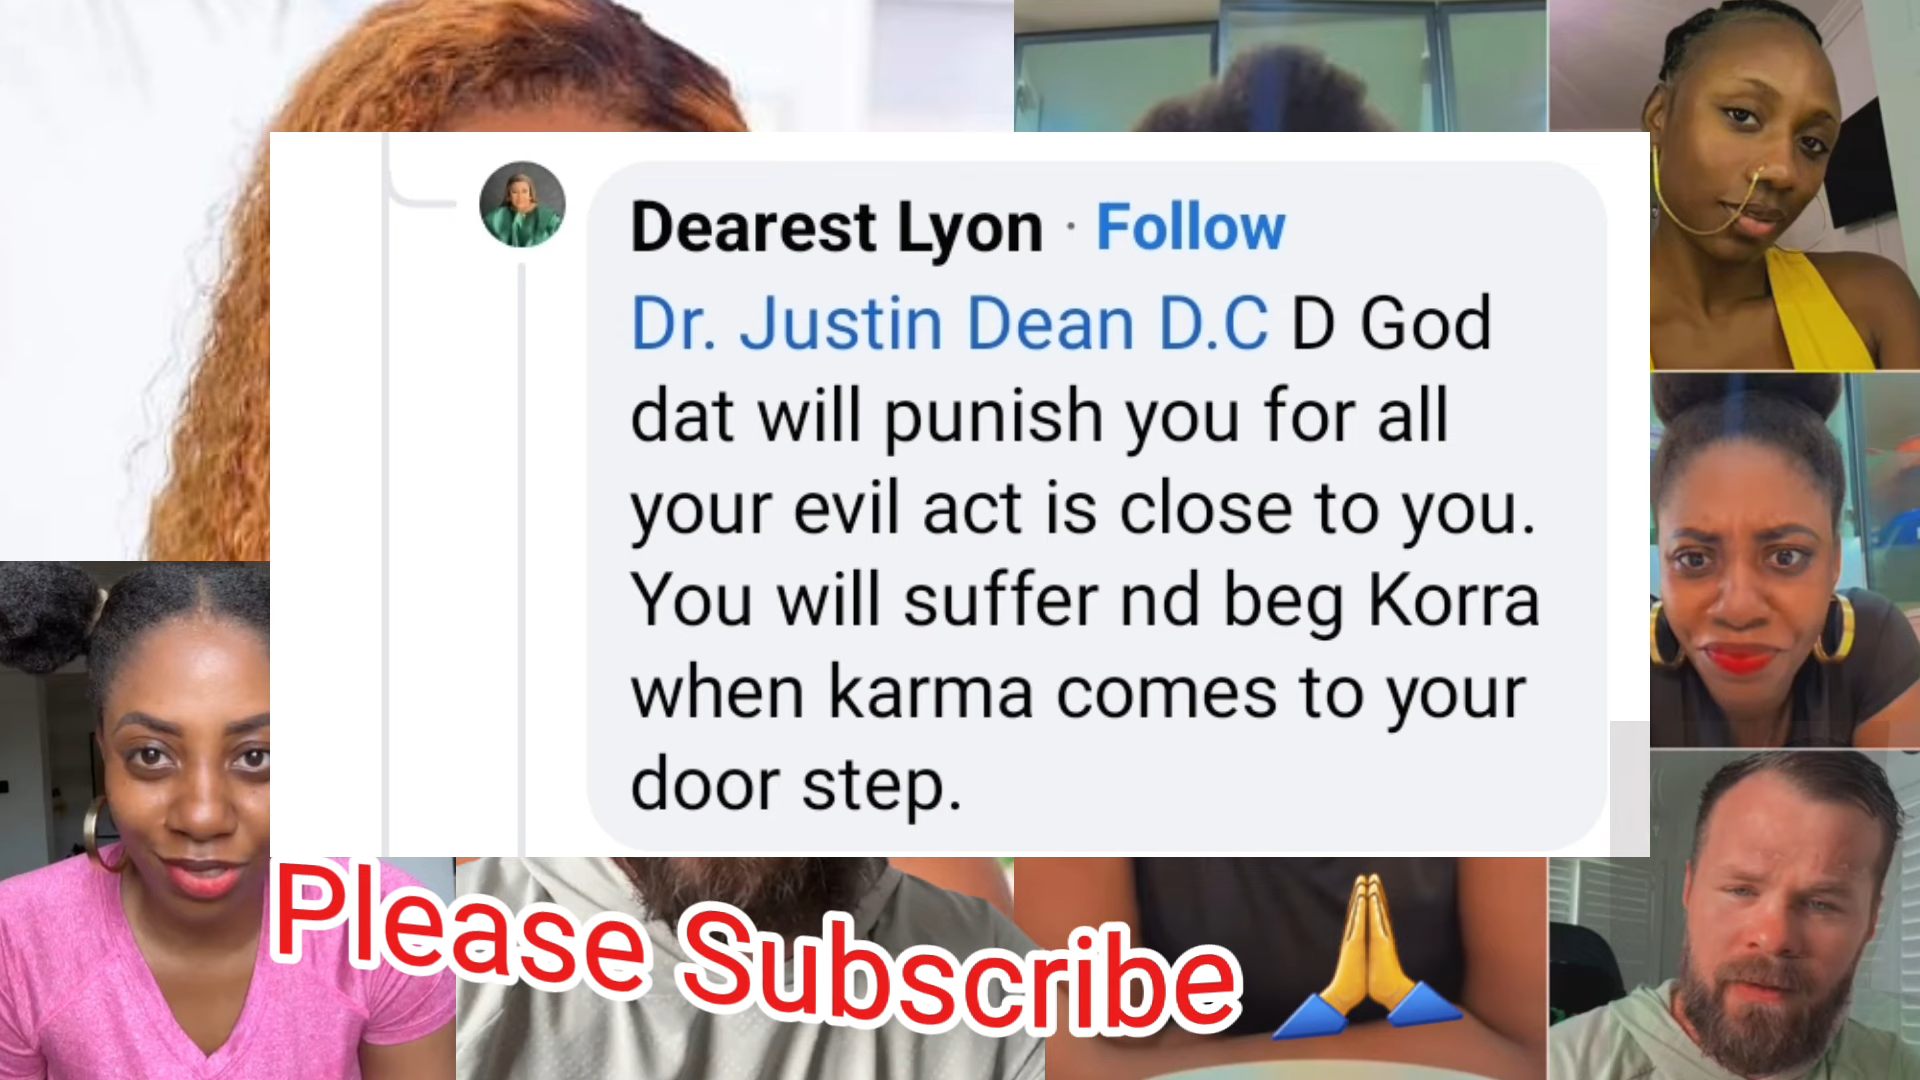 Dearest Lyon · Follow
Dr. Justin Dean D.C D God
dat will punish you for all
your evil act is close to you.
You will suffer nd beg Korra
when karma comes to your
door step.
Please Subscribe 🙏